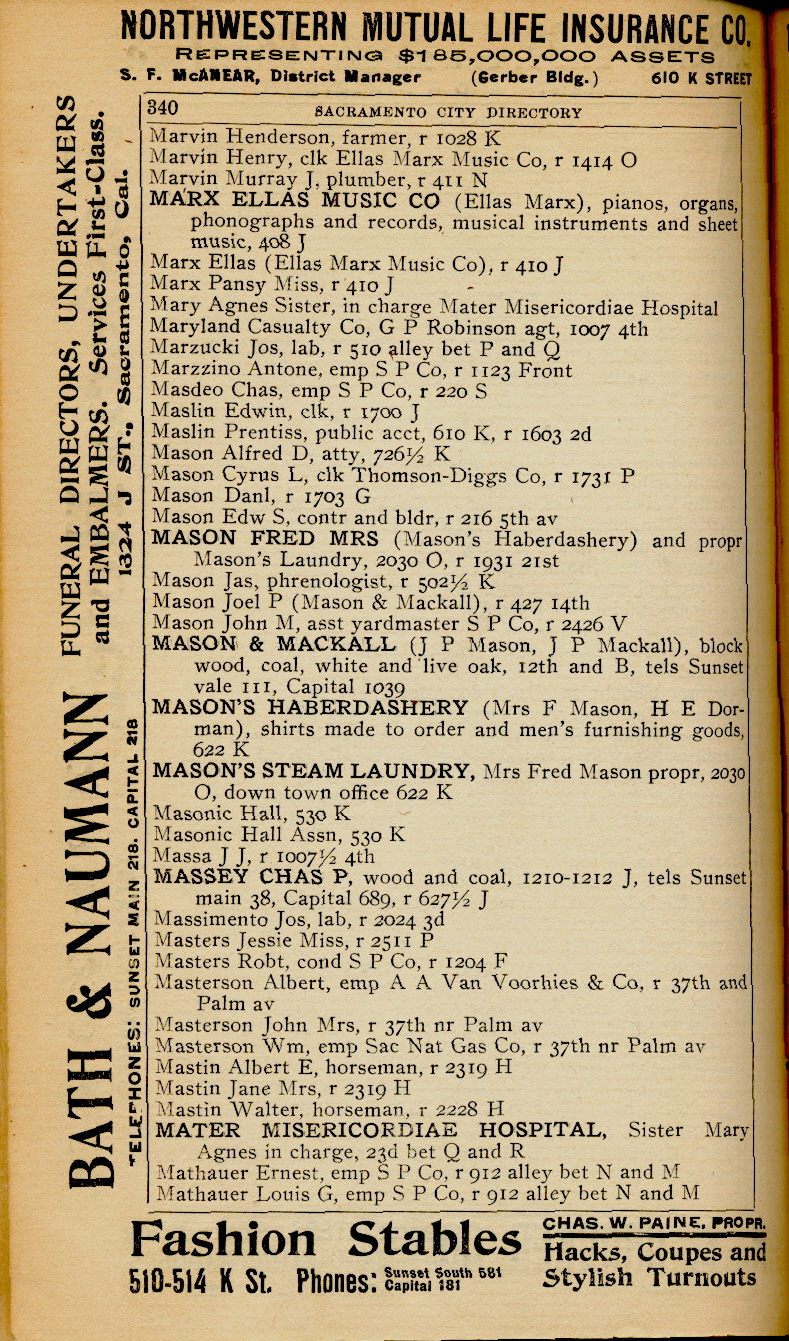 NORTHWESTERN MUTUAL LIFE INSURANCE CO.
REPRESENTING $185,000,000 ASSETS
S. F. McANEAR, District Manager (Gerber Bldg.) 610 K STREET
340 SACRAMENTO CITY DIRECTORY
Marvin Henderson, farmer, r 1028 K
Marvin Henry, clk Ellas Marx Music Co, r 1414 O
Marvin Murray J, plumber, r 411 N
MARX ELLAS MUSIC CO (Ellas Marx), pianos, organs,
phonographs and records, musical instruments and sheet
music, 408 J
Marx Ellas (Ellas Marx Music Co), r 410 J
Marx Pansy Miss, r 410 J
Mary Agnes Sister, in charge Mater Misericordiae Hospital
Maryland Casualty Co, G P Robinson agt, 1007 4th
Marzucki Jos, lab, r 510 alley bet P and Q
Marzzino Antone, emp S P Co, r 1123 Front
Masdeo Chas, emp S P Co, r 220 S
Maslin Edwin, clk, r 1700 J
Maslin Prentiss, public acct, 610 K, r 1603 2d
Mason Alfred D, atty, 726½ K
Mason Cyrus L, clk Thomson-Diggs Co, r 1731 P
Mason Danl, r 1703 G
Mason Edw S, contr and bldr, r 216 5th av
MASON FRED MRS (Mason's Haberdashery) and propr
Mason's Laundry, 2030 O, r 1931 21st
Mason Jas, phrenologist, r 502½ K
Mason Joel P (Mason & Mackall), r 427 14th
Mason John M, asst yardmaster S P Co, r 2426 V
MASON & MACKALL (J P Mason, J P Mackall), block
wood, coal, white and live oak, 12th and B, tels Sunset
vale 111, Capital 1039
MASON'S HABERDASHERY (Mrs F Mason, H E Dor-
man), shirts made to order and men's furnishing goods,
622 K
MASON'S STEAM LAUNDRY, Mrs Fred Mason propr, 2030
O, down town office 622 K
Masonic Hall, 530 K
Masonic Hall Assn, 530 K
Massa J J, r 1007½ 4th
MASSEY CHAS P, wood and coal, 1210-1212 J, tels Sunset
main 38, Capital 689, r 627½ J
Massimento Jos, lab, r 2024 3d
Masters Jessie Miss, r 2511 P
Masters Robt, cond S P Co, r 1204 F
Masterson Albert, emp A A Van Voorhies & Co, r 37th and
Palm av
Masterson John Mrs, r 37th nr Palm av
Masterson Wm, emp Sac Nat Gas Co, r 37th nr Palm av
Mastin Albert E, horseman, r 2319 H
Mastin Jane Mrs, r 2319 H
Mastin Walter, horseman, r 2228 H
MATER MISERICORDIAE HOSPITAL, Sister Mary
Agnes in charge, 23d bet Q and R
Mathauer Ernest, emp S P Co, r 912 alley bet N and M
Mathauer Louis G, emp S P Co, r 912 alley bet N and M
BATH & NAUMANN FUNERAL DIRECTORS, UNDERTAKERS
and EMBALMERS. Services First-Class.
TELEPHONES: SUNSET MAIN 218. CAPITAL 218
1324 J ST., Sacramento, Cal.
Fashion Stables
CHAS. W. PAINE, PROPR.
Hacks, Coupes and
Stylish Turnouts
510-514 K St. Phones: Sunset South 581
Capital 181